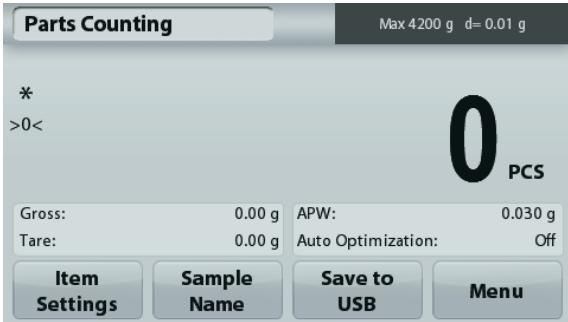 Parts Counting
Max 4200 g d= 0.01 g
*
>0<
0 PCS
Gross: 0.00 g APW: 0.030 g
Tare: 0.00 g Auto Optimization: Off
Item Settings
Sample Name
Save to USB
Menu